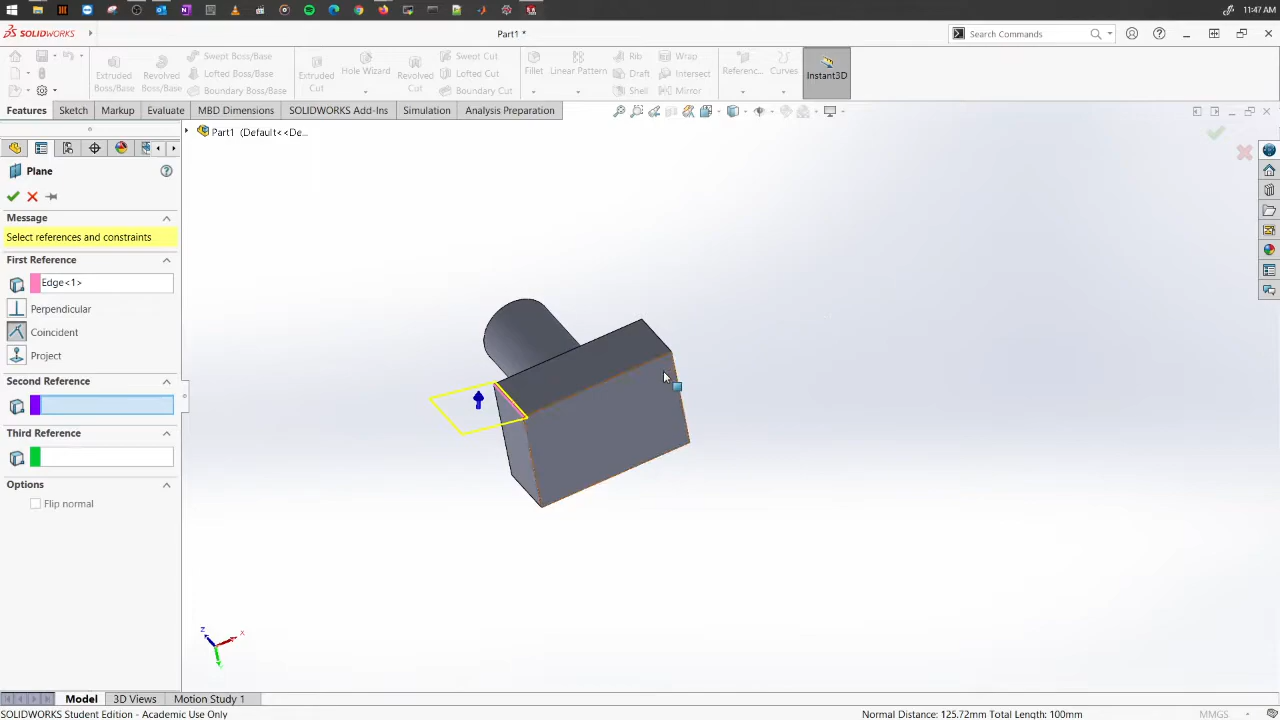 11:47 AM
SOLIDWORKS
Part1 *
Search Commands
Extruded Boss/Base
Revolved Boss/Base
Swept Boss/Base
Lofted Boss/Base
Boundary Boss/Base
Extruded Cut
Hole Wizard
Revolved Cut
Swept Cut
Lofted Cut
Boundary Cut
Fillet
Linear Pattern
Rib
Draft
Shell
Wrap
Intersect
Mirror
Referenc...
Curves
Instant3D
Features
Sketch
Markup
Evaluate
MBD Dimensions
SOLIDWORKS Add-Ins
Simulation
Analysis Preparation
Part1 (Default<<De...
Plane
Message
Select references and constraints
First Reference
Edge<1>
Perpendicular
Coincident
Project
Second Reference
Third Reference
Options
Flip normal
Z
X
Y
Model
3D Views
Motion Study 1
SOLIDWORKS Student Edition - Academic Use Only
Normal Distance: 125.72mm Total Length: 100mm
MMGS